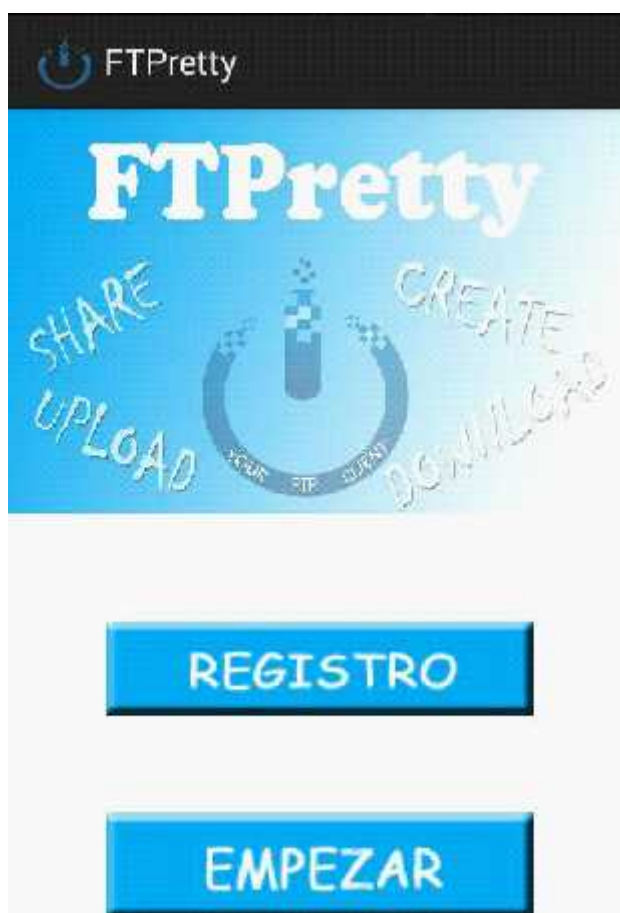 FTPretty
FTPretty
SHARE
CREATE
UPLOAD
DOWNLOAD
YOUR FTP CLIENT
REGISTRO
EMPEZAR